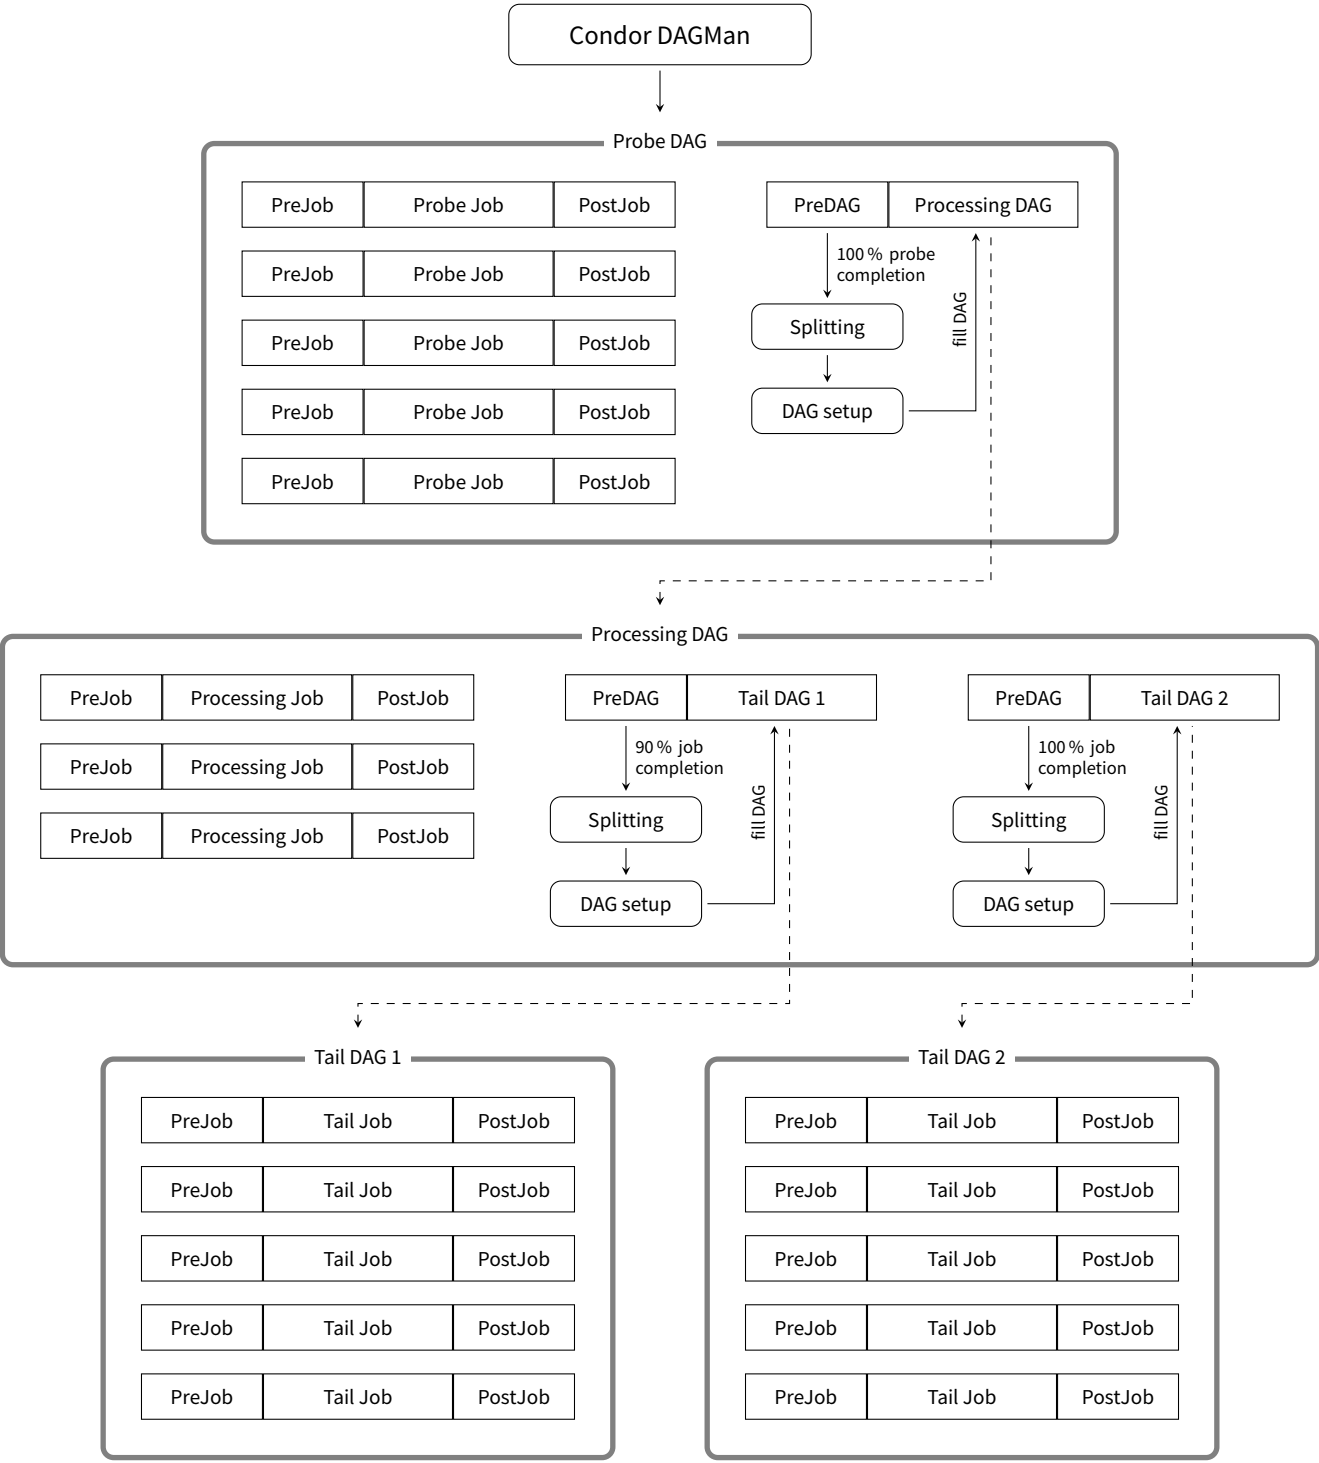 Condor DAGMan
Probe DAG
PreJob Probe Job PostJob
PreJob Probe Job PostJob
PreJob Probe Job PostJob
PreJob Probe Job PostJob
PreJob Probe Job PostJob
PreDAG Processing DAG
100 % probe
completion
Splitting
fill DAG
DAG setup
Processing DAG
PreJob Processing Job PostJob
PreJob Processing Job PostJob
PreJob Processing Job PostJob
PreDAG Tail DAG 1
90 % job
completion
Splitting
fill DAG
DAG setup
PreDAG Tail DAG 2
100 % job
completion
Splitting
fill DAG
DAG setup
Tail DAG 1
PreJob Tail Job PostJob
PreJob Tail Job PostJob
PreJob Tail Job PostJob
PreJob Tail Job PostJob
PreJob Tail Job PostJob
Tail DAG 2
PreJob Tail Job PostJob
PreJob Tail Job PostJob
PreJob Tail Job PostJob
PreJob Tail Job PostJob
PreJob Tail Job PostJob